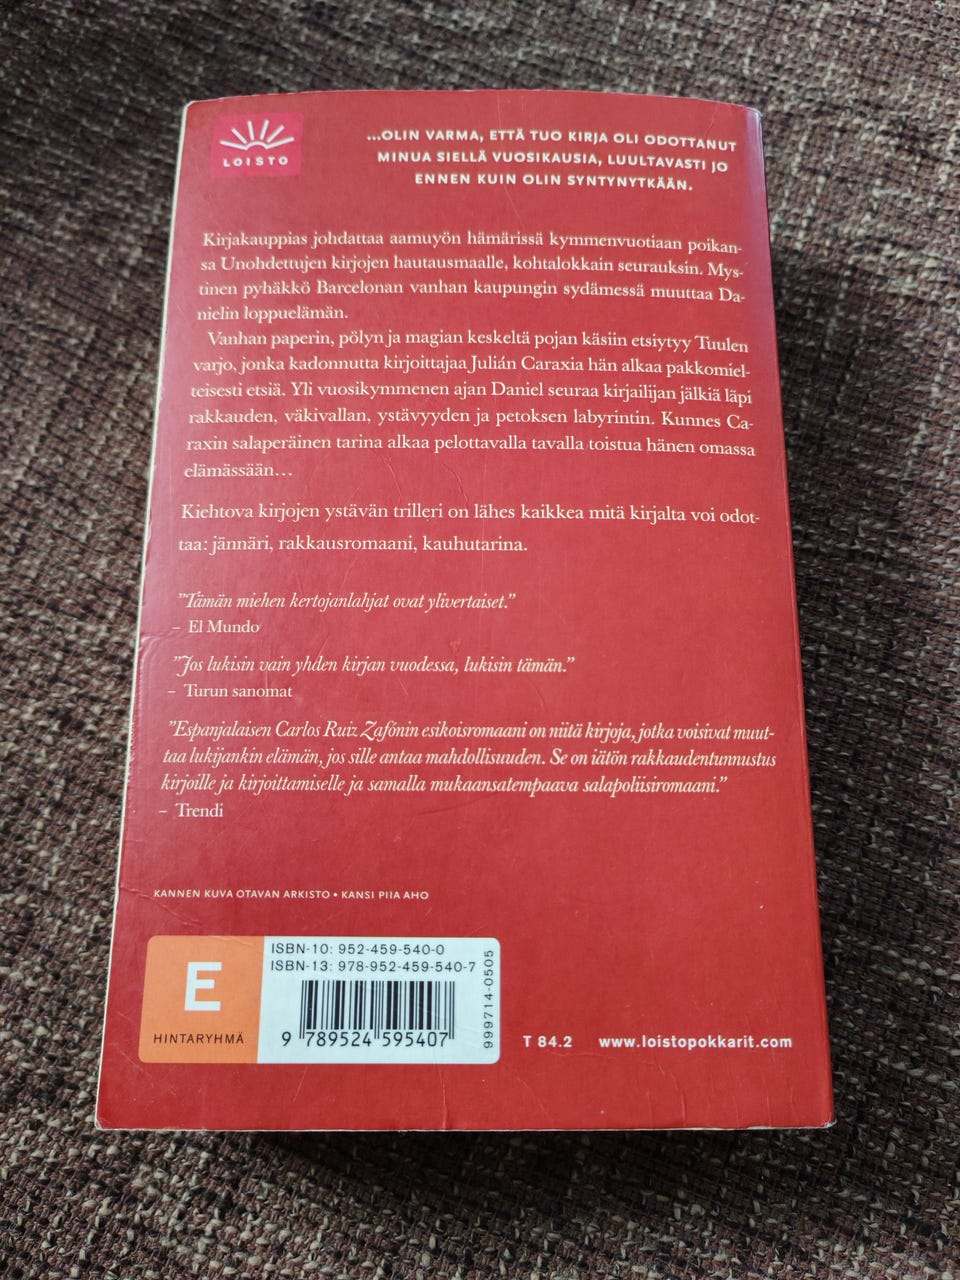 LOISTO
...OLIN VARMA, ETTÄ TUO KIRJA OLI ODOTTANUT
MINUA SIELLÄ VUOSIKAUSIA, LUULTAVASTI JO
ENNEN KUIN OLIN SYNTYNYTKÄÄN.
Kirjakauppias johdattaa aamuyön hämärissä kymmenvuotiaan poikan-
sa Unohdettujen kirjojen hautausmaalle, kohtalokkain seurauksin. Mys-
tinen pyhäkkö Barcelonan vanhan kaupungin sydämessä muuttaa Da-
nielin loppuelämän.
Vanhan paperin, pölyn ja magian keskeltä pojan käsiin etsiytyy Tuulen
varjo, jonka kadonnutta kirjoittajaa Julián Caraxia hän alkaa pakkomiel-
teisesti etsiä. Yli vuosikymmenen ajan Daniel seuraa kirjailijan jälkiä läpi
rakkauden, väkivallan, ystävyyden ja petoksen labyrintin. Kunnes Ca-
raxin salaperäinen tarina alkaa pelottavalla tavalla toistua hänen omassa
elämässään...
Kiehtova kirjojen ystävän trilleri on lähes kaikkea mitä kirjalta voi odot-
taa: jännäri, rakkausromaani, kauhutarina.
"Tämän miehen kertojanlahjat ovat ylivertaiset."
– El Mundo
"Jos lukisin vain yhden kirjan vuodessa, lukisin tämän."
– Turun sanomat
"Espanjalaisen Carlos Ruiz Zafónin esikoisromaani on niitä kirjoja, jotka voisivat muut-
taa lukijankin elämän, jos sille antaa mahdollisuuden. Se on iätön rakkaudentunnustus
kirjoille ja kirjoittamiselle ja samalla mukaansatempaava salapoliisiromaani."
– Trendi
KANNEN KUVA OTAVAN ARKISTO • KANSI PIIA AHO
E
HINTARYHMÄ
ISBN-10: 952-459-540-0
ISBN-13: 978-952-459-540-7
9 789524 595407
999714-0505
T 84.2 www.loistopokkarit.com